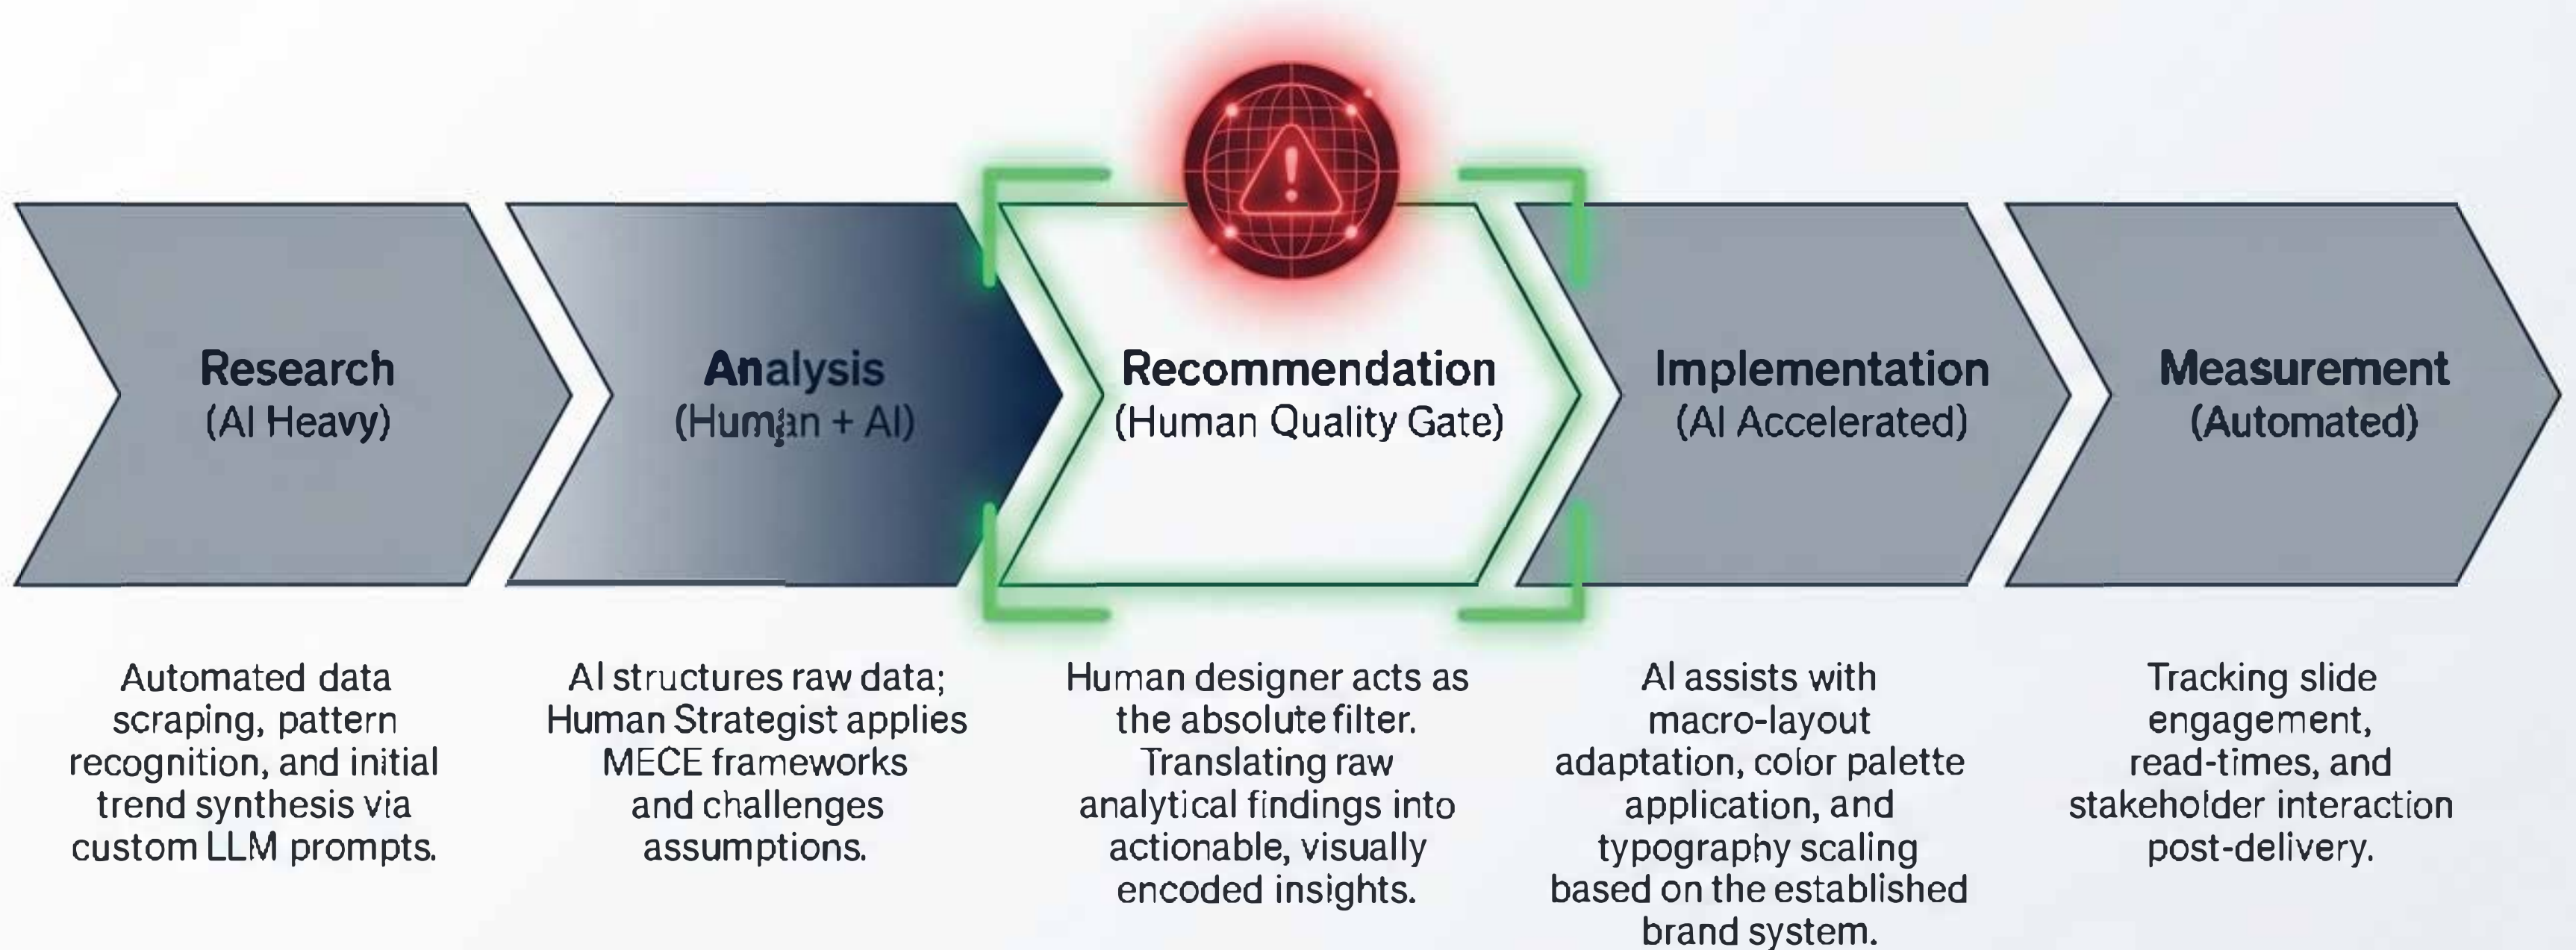 Research
(AI Heavy)
Analysis
(Human + AI)
Recommendation
(Human Quality Gate)
Implementation
(AI Accelerated)
Measurement
(Automated)
Automated data
scraping, pattern
recognition, and initial
trend synthesis via
custom LLM prompts.
AI structures raw data;
Human Strategist applies
MECE frameworks
and challenges
assumptions.
Human designer acts as
the absolute filter.
Translating raw
analytical findings into
actionable, visually
encoded insights.
AI assists with
macro-layout
adaptation, color palette
application, and
typography scaling
based on the established
brand system.
Tracking slide
engagement,
read-times, and
stakeholder interaction
post-delivery.